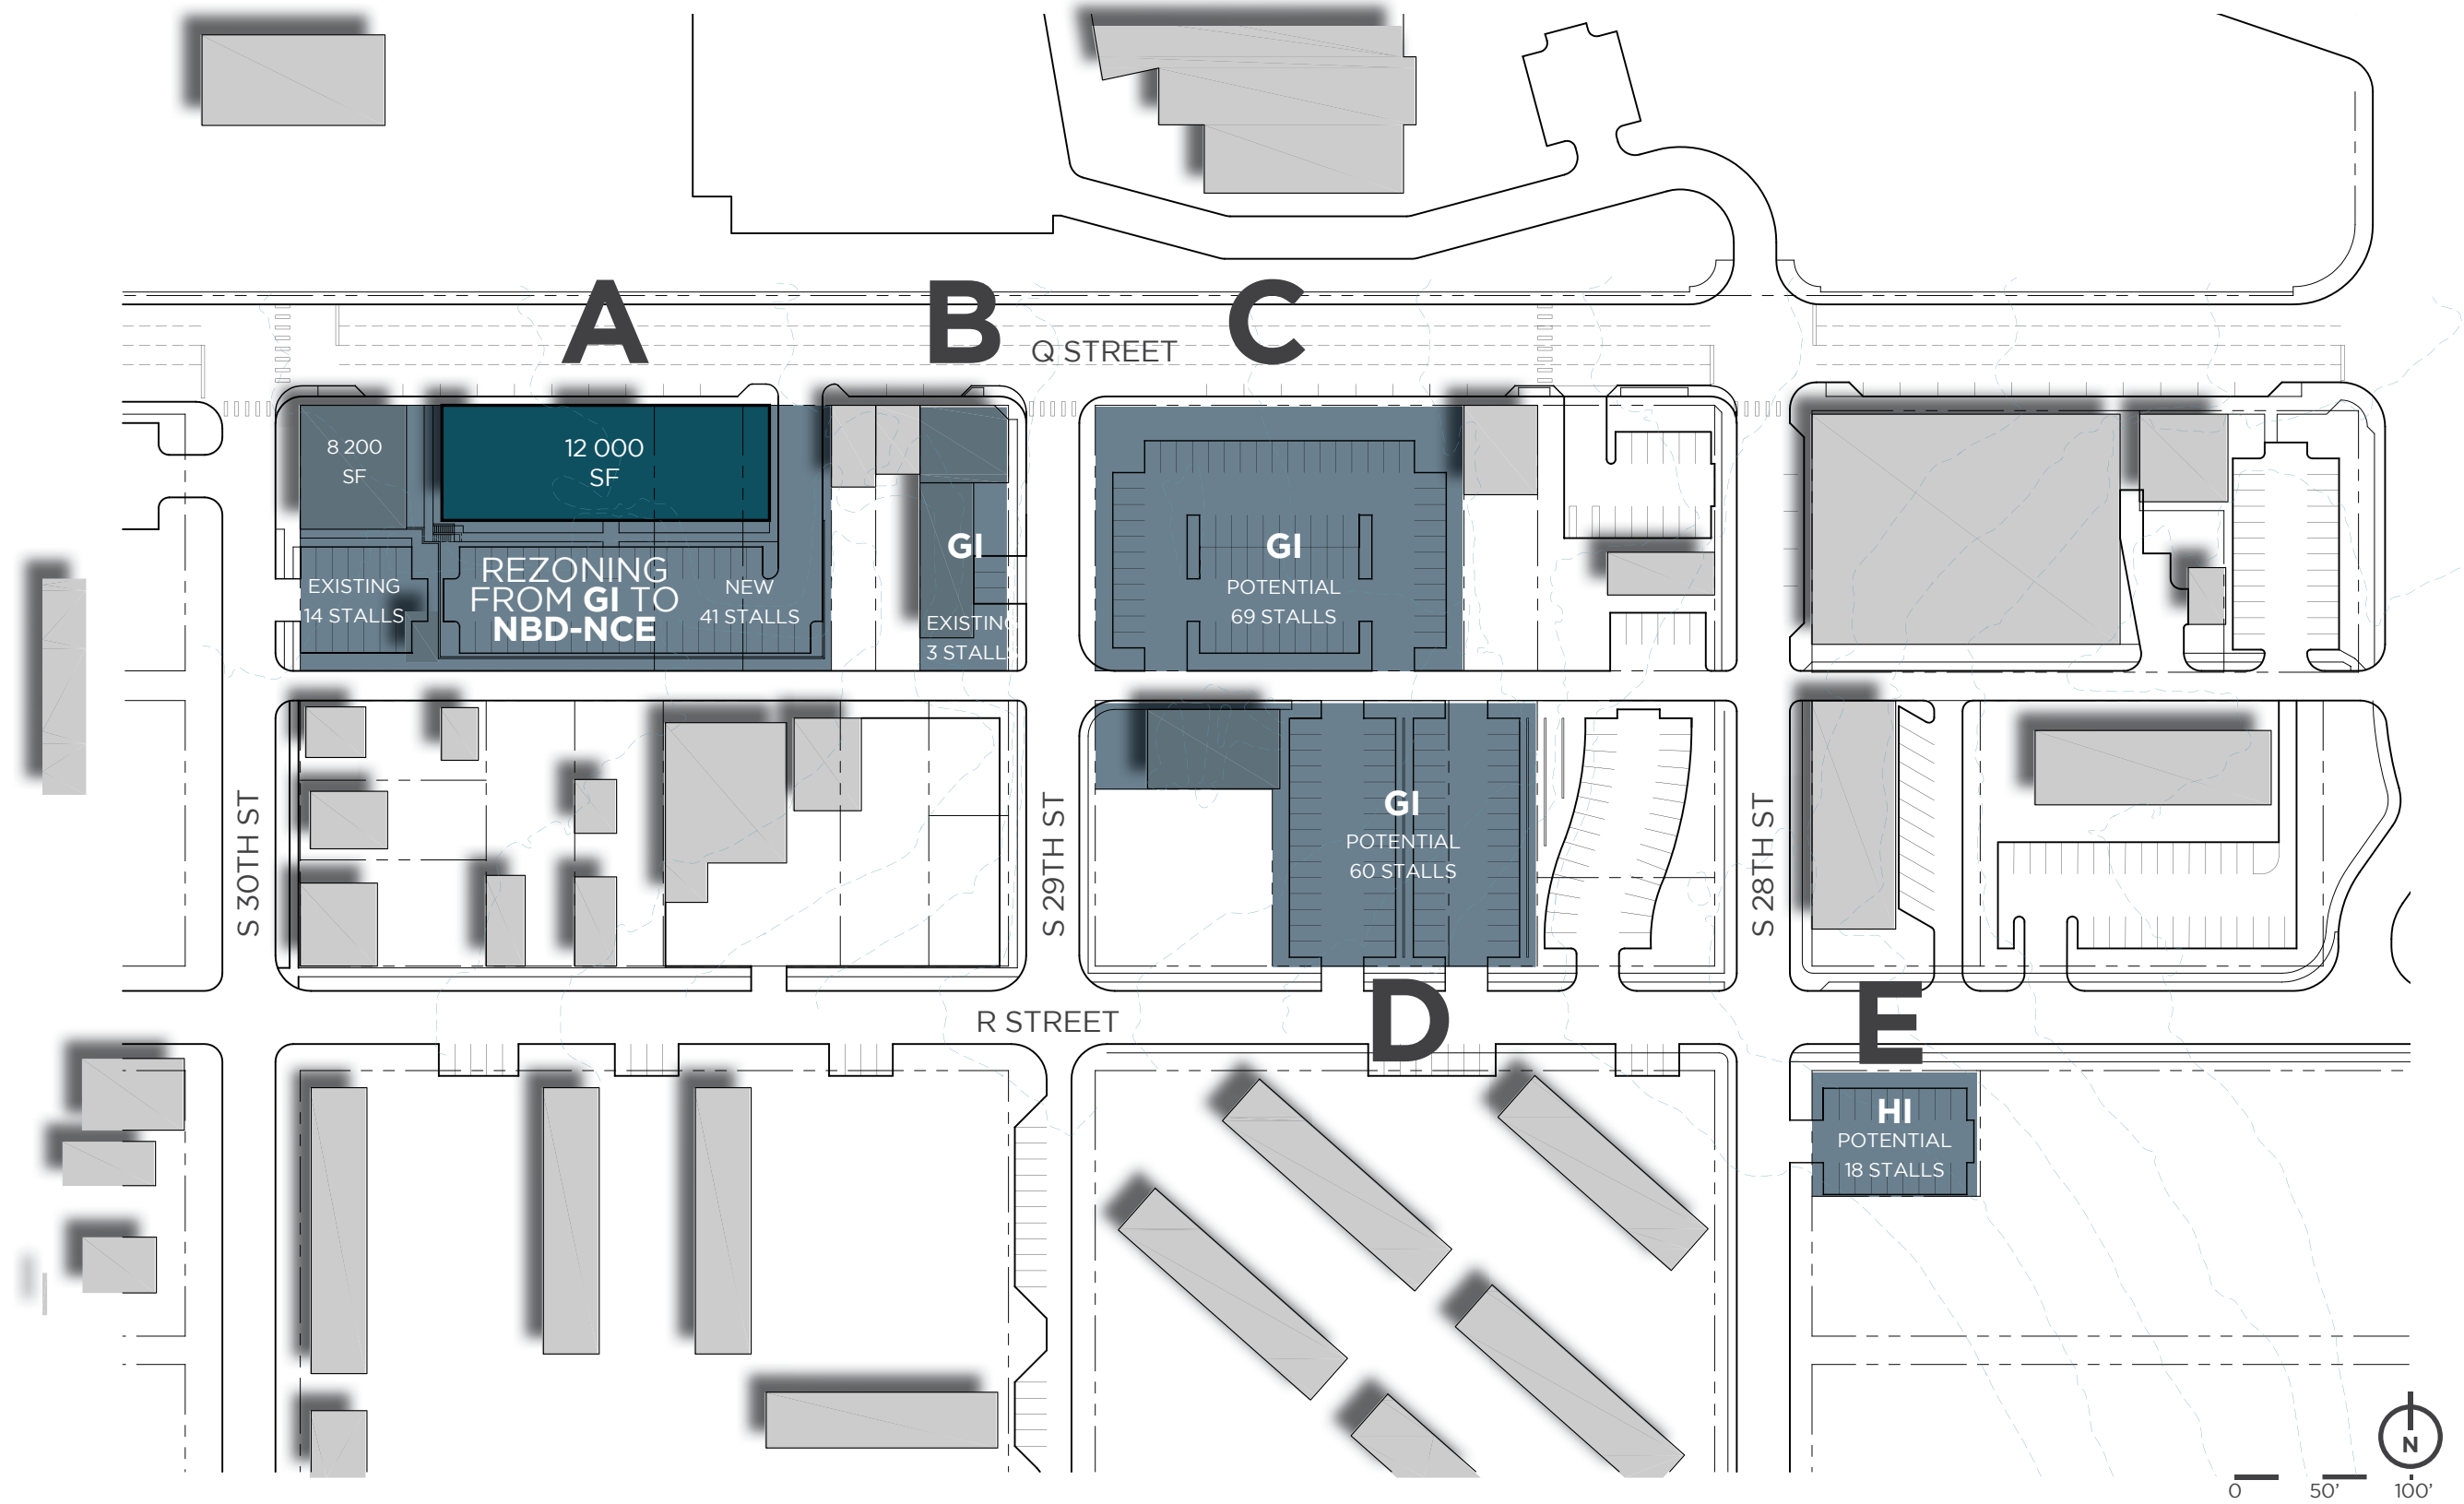 A
B
C
Q STREET
8 200
SF
12 000
SF
EXISTING
14 STALLS
REZONING
FROM GI TO
NBD-NCE
NEW
41 STALLS
GI
EXISTING
3 STALLS
GI
POTENTIAL
69 STALLS
GI
POTENTIAL
60 STALLS
S 30TH ST
S 29TH ST
S 28TH ST
R STREET
D
E
HI
POTENTIAL
18 STALLS
N
0 50' 100'